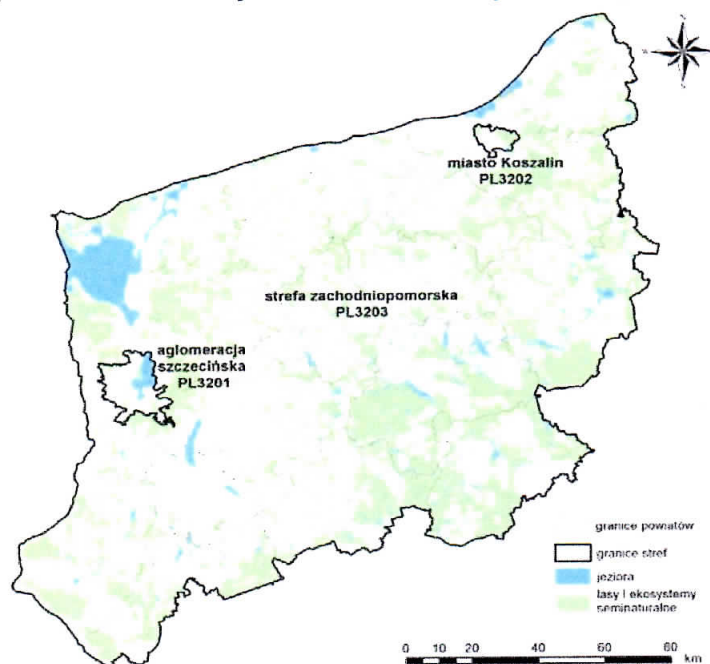 miasto Koszalin
PL3202
strefa zachodniopomorska
PL3203
aglomeracja
szczecińska
PL3201
granice powiatów
granice stref
jeziora
lasy i ekosystemy
seminaturalne
0 10 20 40 60 80
km